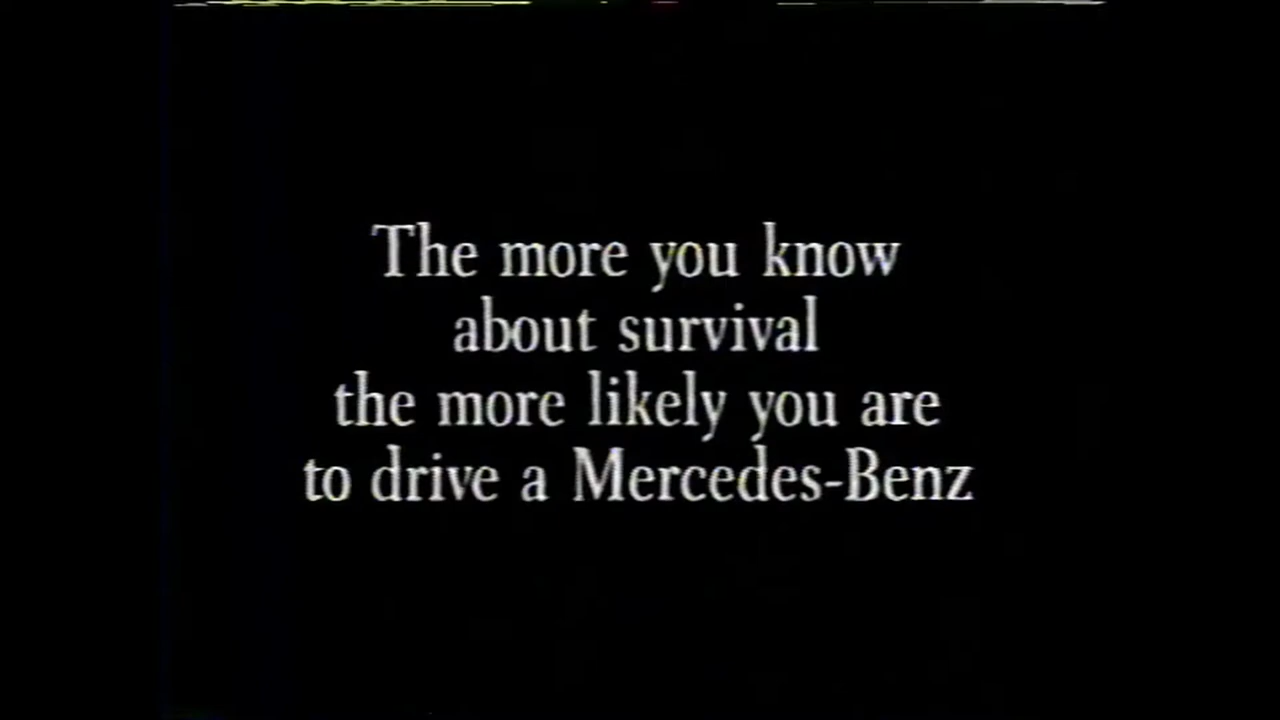 The more you know
about survival
the more likely you are
to drive a Mercedes-Benz